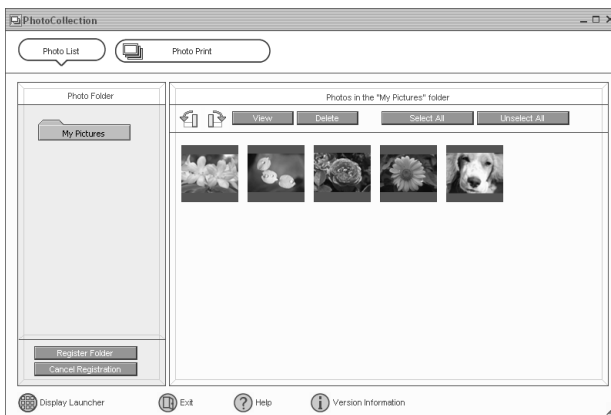 PhotoCollection
Photo List
Photo Print
Photo Folder
My Pictures
Register Folder
Cancel Registration
Photos in the "My Pictures" folder
View Delete Select All Unselect All
Display Launcher Exit Help Version Information